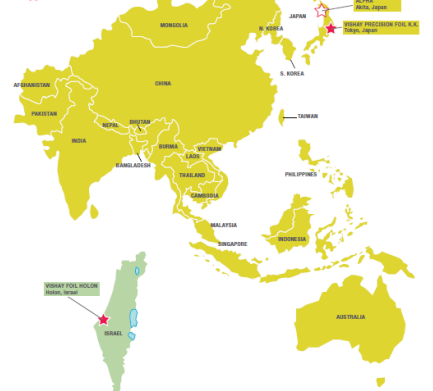 ALPHA
Akita, Japan
JAPAN
VISHAY PRECISION FOIL K.K.
Tokyo, Japan
MONGOLIA
N. KOREA
S. KOREA
CHINA
AFGHANISTAN
PAKISTAN
NEPAL
BHUTAN
TAIWAN
INDIA
BURMA
VIETNAM
LAOS
BANGLADESH
THAILAND
PHILIPPINES
CAMBODIA
MALAYSIA
SINGAPORE
INDONESIA
VISHAY FOIL HOLON
Holon, Israel
ISRAEL
AUSTRALIA